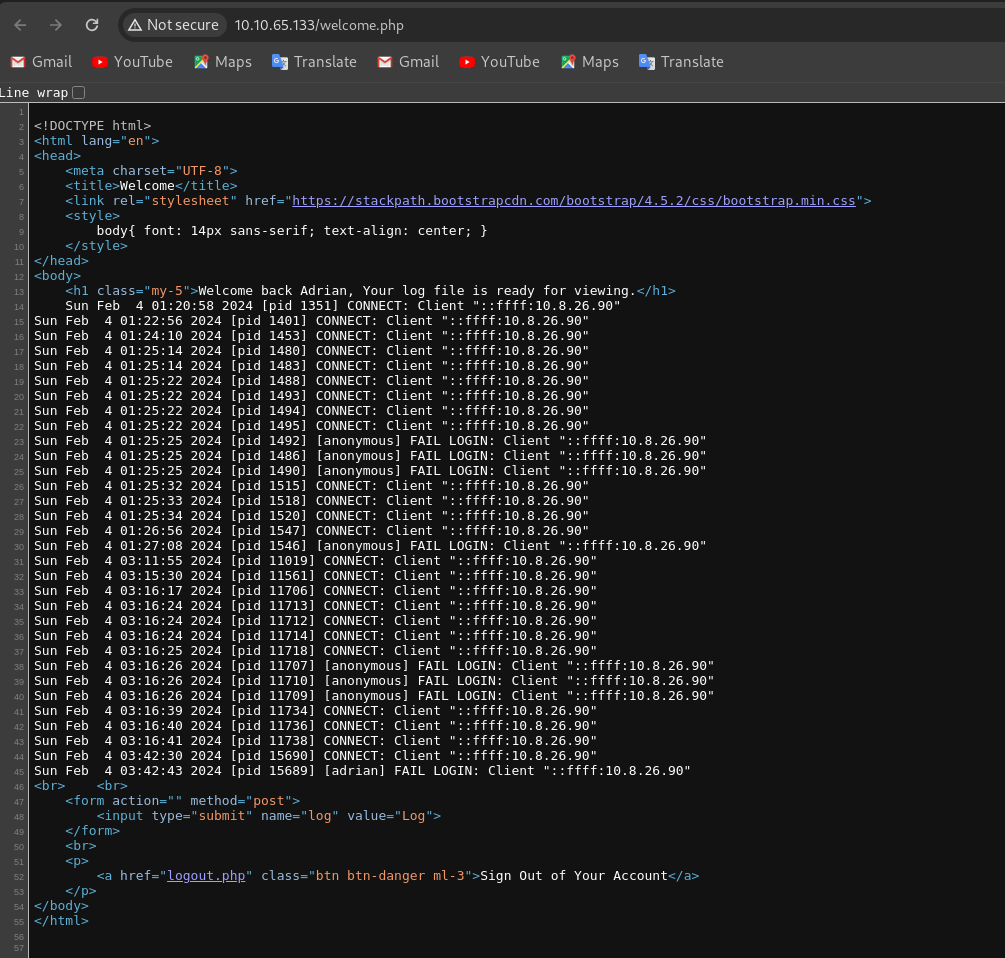 Not secure 10.10.65.133/welcome.php
Gmail YouTube Maps Translate Gmail YouTube Maps Translate
Line wrap
1
2 <!DOCTYPE html>
3 <html lang="en">
4 <head>
5     <meta charset="UTF-8">
6     <title>Welcome</title>
7     <link rel="stylesheet" href="https://stackpath.bootstrapcdn.com/bootstrap/4.5.2/css/bootstrap.min.css">
8     <style>
9         body{ font: 14px sans-serif; text-align: center; }
10     </style>
11 </head>
12 <body>
13     <h1 class="my-5">Welcome back Adrian, Your log file is ready for viewing.</h1>
14     Sun Feb  4 01:20:58 2024 [pid 1351] CONNECT: Client "::ffff:10.8.26.90"
15 Sun Feb  4 01:22:56 2024 [pid 1401] CONNECT: Client "::ffff:10.8.26.90"
16 Sun Feb  4 01:24:10 2024 [pid 1453] CONNECT: Client "::ffff:10.8.26.90"
17 Sun Feb  4 01:25:14 2024 [pid 1480] CONNECT: Client "::ffff:10.8.26.90"
18 Sun Feb  4 01:25:14 2024 [pid 1483] CONNECT: Client "::ffff:10.8.26.90"
19 Sun Feb  4 01:25:22 2024 [pid 1488] CONNECT: Client "::ffff:10.8.26.90"
20 Sun Feb  4 01:25:22 2024 [pid 1493] CONNECT: Client "::ffff:10.8.26.90"
21 Sun Feb  4 01:25:22 2024 [pid 1494] CONNECT: Client "::ffff:10.8.26.90"
22 Sun Feb  4 01:25:22 2024 [pid 1495] CONNECT: Client "::ffff:10.8.26.90"
23 Sun Feb  4 01:25:25 2024 [pid 1492] [anonymous] FAIL LOGIN: Client "::ffff:10.8.26.90"
24 Sun Feb  4 01:25:25 2024 [pid 1486] [anonymous] FAIL LOGIN: Client "::ffff:10.8.26.90"
25 Sun Feb  4 01:25:25 2024 [pid 1490] [anonymous] FAIL LOGIN: Client "::ffff:10.8.26.90"
26 Sun Feb  4 01:25:32 2024 [pid 1515] CONNECT: Client "::ffff:10.8.26.90"
27 Sun Feb  4 01:25:33 2024 [pid 1518] CONNECT: Client "::ffff:10.8.26.90"
28 Sun Feb  4 01:25:34 2024 [pid 1520] CONNECT: Client "::ffff:10.8.26.90"
29 Sun Feb  4 01:26:56 2024 [pid 1547] CONNECT: Client "::ffff:10.8.26.90"
30 Sun Feb  4 01:27:08 2024 [pid 1546] [anonymous] FAIL LOGIN: Client "::ffff:10.8.26.90"
31 Sun Feb  4 03:11:55 2024 [pid 11019] CONNECT: Client "::ffff:10.8.26.90"
32 Sun Feb  4 03:15:30 2024 [pid 11561] CONNECT: Client "::ffff:10.8.26.90"
33 Sun Feb  4 03:16:17 2024 [pid 11706] CONNECT: Client "::ffff:10.8.26.90"
34 Sun Feb  4 03:16:24 2024 [pid 11713] CONNECT: Client "::ffff:10.8.26.90"
35 Sun Feb  4 03:16:24 2024 [pid 11712] CONNECT: Client "::ffff:10.8.26.90"
36 Sun Feb  4 03:16:24 2024 [pid 11714] CONNECT: Client "::ffff:10.8.26.90"
37 Sun Feb  4 03:16:25 2024 [pid 11718] CONNECT: Client "::ffff:10.8.26.90"
38 Sun Feb  4 03:16:26 2024 [pid 11707] [anonymous] FAIL LOGIN: Client "::ffff:10.8.26.90"
39 Sun Feb  4 03:16:26 2024 [pid 11710] [anonymous] FAIL LOGIN: Client "::ffff:10.8.26.90"
40 Sun Feb  4 03:16:26 2024 [pid 11709] [anonymous] FAIL LOGIN: Client "::ffff:10.8.26.90"
41 Sun Feb  4 03:16:39 2024 [pid 11734] CONNECT: Client "::ffff:10.8.26.90"
42 Sun Feb  4 03:16:40 2024 [pid 11736] CONNECT: Client "::ffff:10.8.26.90"
43 Sun Feb  4 03:16:41 2024 [pid 11738] CONNECT: Client "::ffff:10.8.26.90"
44 Sun Feb  4 03:42:30 2024 [pid 15690] CONNECT: Client "::ffff:10.8.26.90"
45 Sun Feb  4 03:42:43 2024 [pid 15689] [adrian] FAIL LOGIN: Client "::ffff:10.8.26.90"
46 <br>    <br>
47     <form action="" method="post">
48         <input type="submit" name="log" value="Log">
49     </form>
50     <br>
51     <p>
52         <a href="logout.php" class="btn btn-danger ml-3">Sign Out of Your Account</a>
53     </p>
54 </body>
55 </html>
56
57